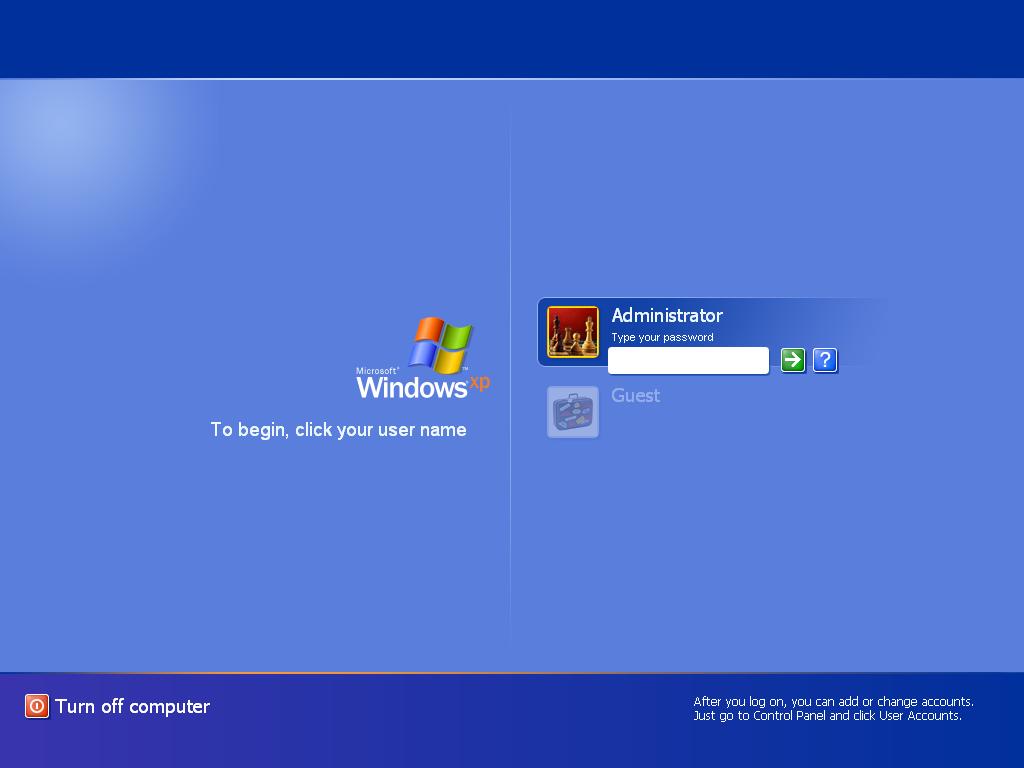 Administrator
Type your password
?
Guest
Microsoft®
Windows®xp
™
To begin, click your user name
Turn off computer
After you log on, you can add or change accounts.
Just go to Control Panel and click User Accounts.